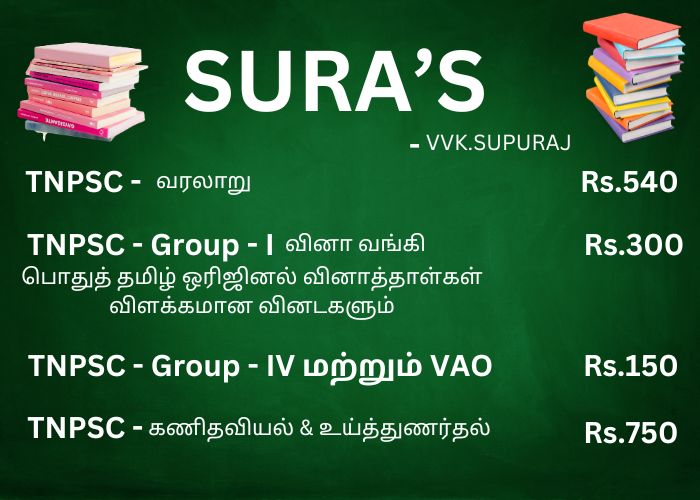 SURA'S
- VVK.SUPURAJ
TNPSC - வரலாறு Rs.540
TNPSC - Group - I வினா வங்கி Rs.300
பொதுத் தமிழ் ஒரிஜினல் வினாத்தாள்கள்
விளக்கமான வினடகளும்
TNPSC - Group - IV மற்றும் VAO Rs.150
TNPSC - கணிதவியல் & உய்த்துணர்தல் Rs.750